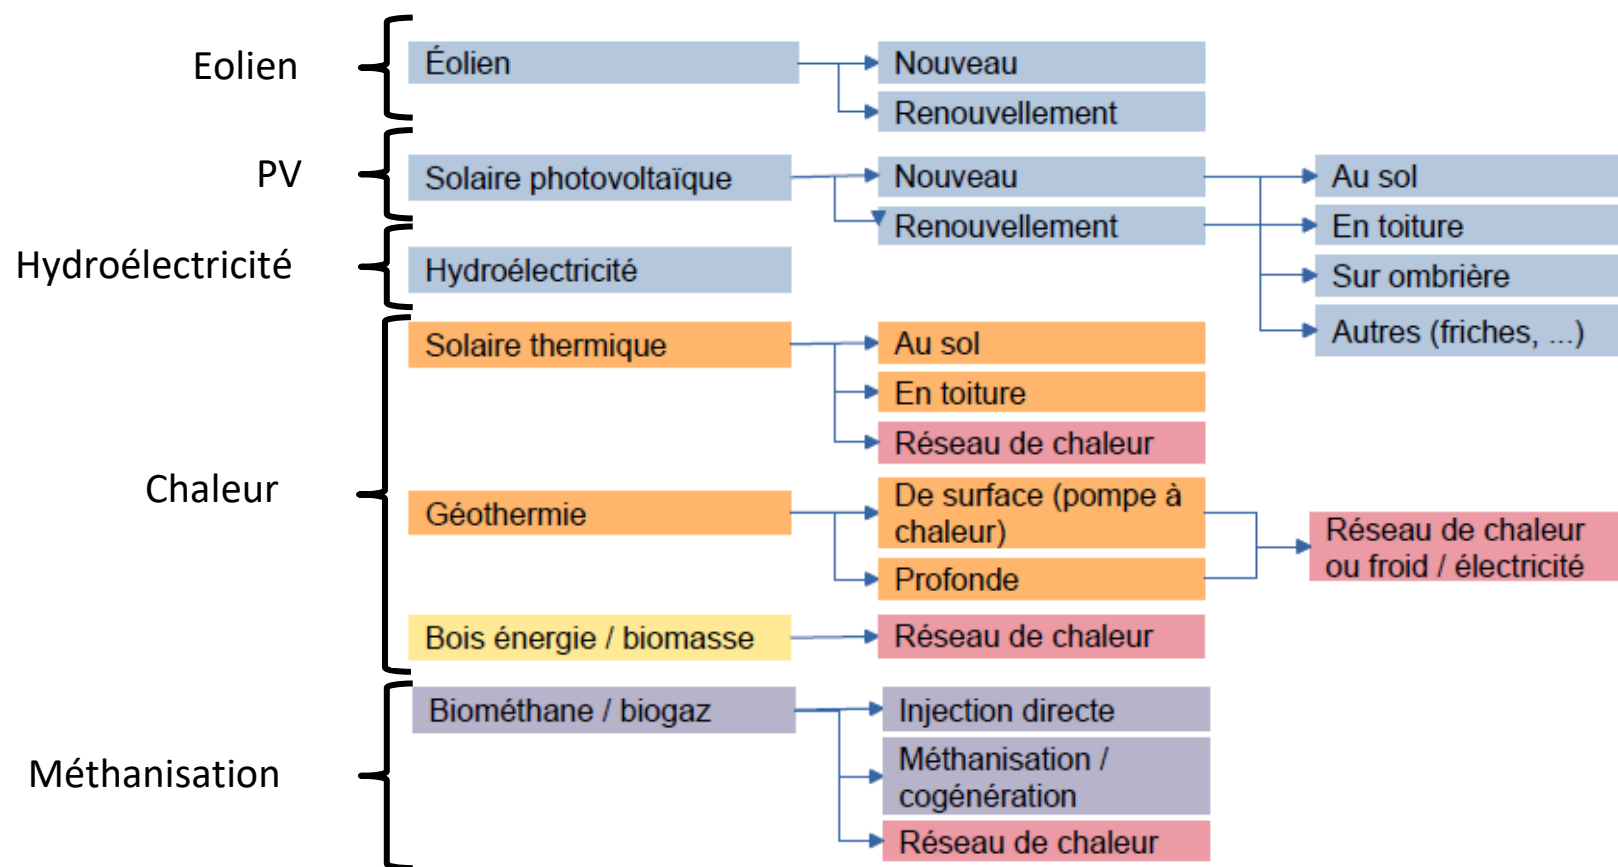 Eolien
Éolien
Nouveau
Renouvellement
PV
Solaire photovoltaïque
Nouveau
Renouvellement
Au sol
En toiture
Sur ombrière
Autres (friches, ...)
Hydroélectricité
Hydroélectricité
Chaleur
Solaire thermique
Au sol
En toiture
Réseau de chaleur
Géothermie
De surface (pompe à
chaleur)
Profonde
Réseau de chaleur
ou froid / électricité
Bois énergie / biomasse
Réseau de chaleur
Méthanisation
Biométhane / biogaz
Injection directe
Méthanisation /
cogénération
Réseau de chaleur